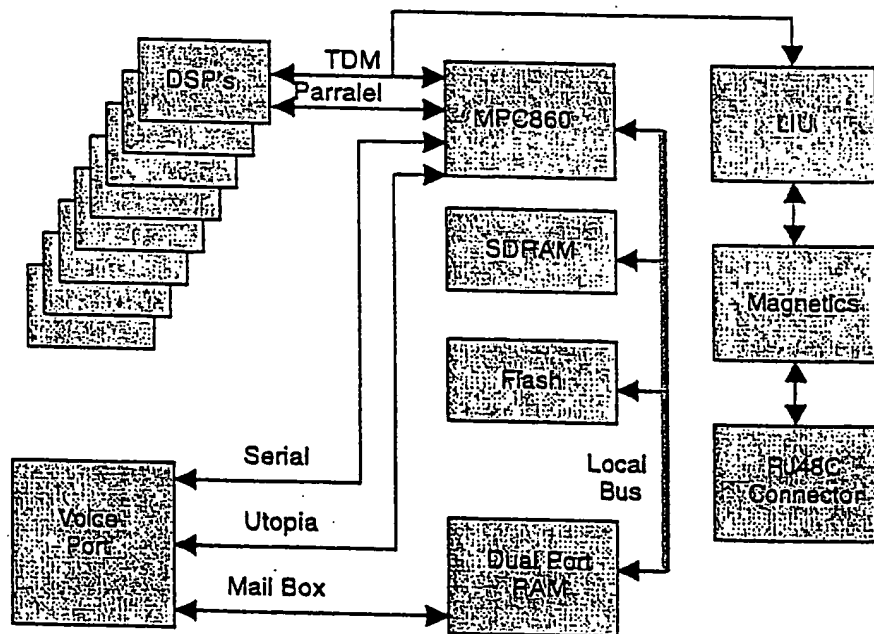 TDM
DSP's
Parralel
MPC860
LIU
SDRAM
Magnetics
Flash
Serial
Local
Bus
RJ48C
Connector
Voice
Port
Utopia
Dual Port
RAM
Mail Box